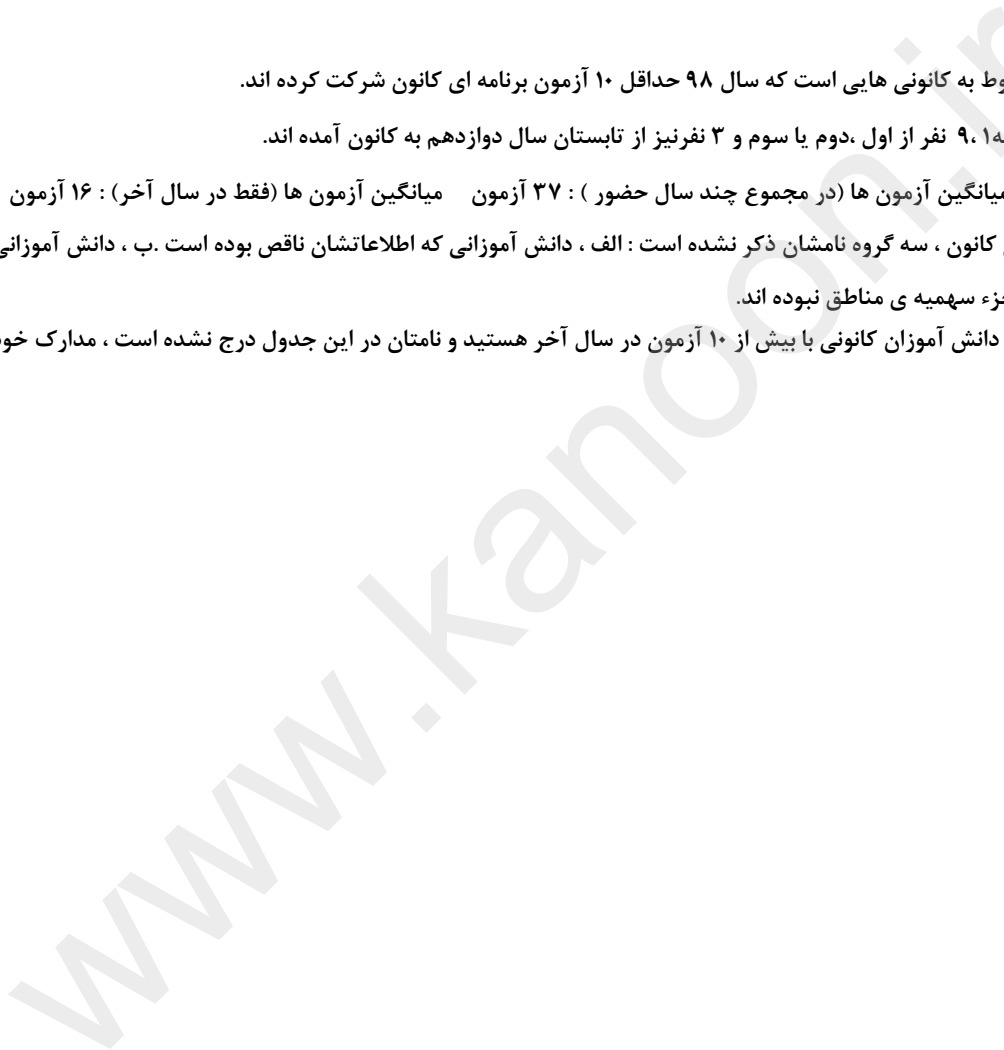 به کانونی هایی است که سال ۹۸ حداقل ۱۰ آزمون برنامه ای کانون شرکت کرده اند.
۹،۱ نفر از اول ،دوم یا سوم و ۳ نفرنیز از تابستان سال دوازدهم به کانون آمده اند.
میانگین آزمون ها (در مجموع چند سال حضور ) : ۳۷ آزمون میانگین آزمون ها (فقط در سال آخر) : ۱۶ آزمون
کانون ، سه گروه نامشان ذکر نشده است : الف ، دانش آموزانی که اطلاعاتشان ناقص بوده است .ب ، دانش آموزانی
جزء سهمیه ی مناطق نبوده اند.
دانش آموزان کانونی با بیش از ۱۰ آزمون در سال آخر هستید و نامتان در این جدول درج نشده است ، مدارک خود
www.kanoon.ir